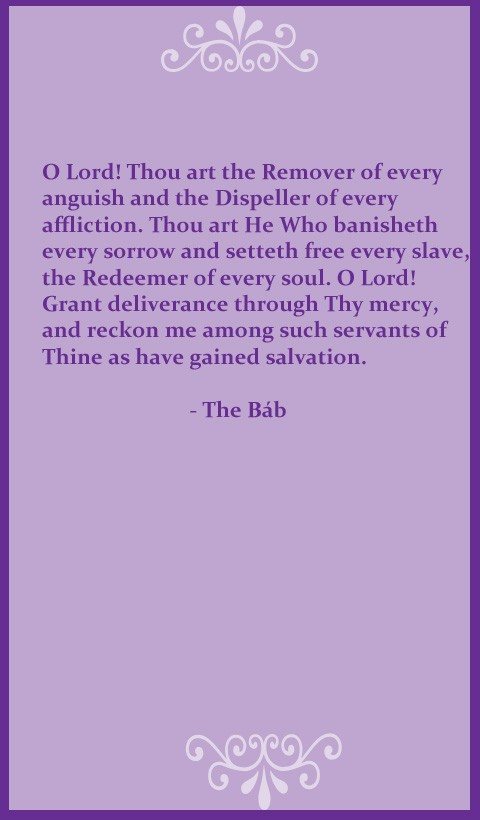 O Lord! Thou art the Remover of every
anguish and the Dispeller of every
affliction. Thou art He Who banisheth
every sorrow and setteth free every slave,
the Redeemer of every soul. O Lord!
Grant deliverance through Thy mercy,
and reckon me among such servants of
Thine as have gained salvation.
- The Báb